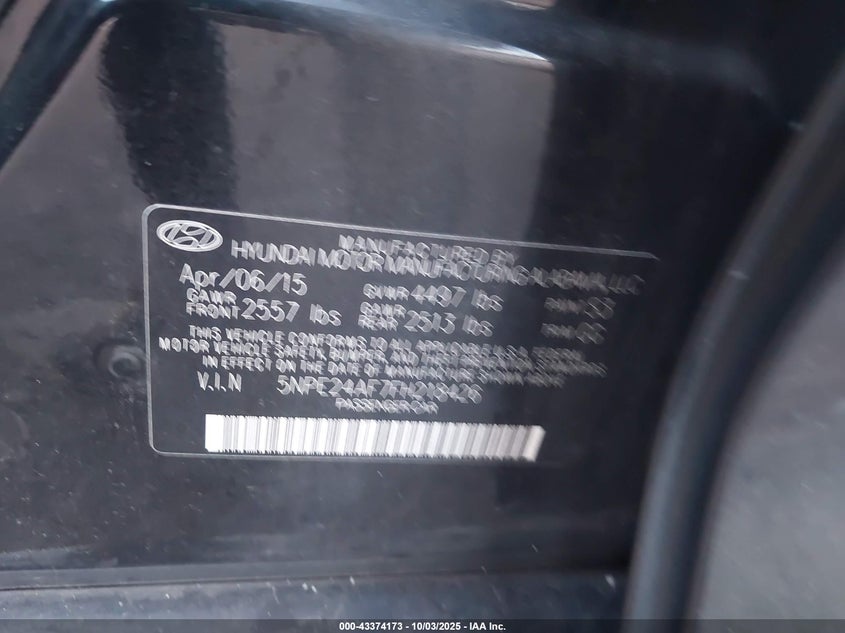 MANUFACTURED BY
HYUNDAI MOTOR MANUFACTURING ALABAMA, LLC
Apr/06/15 GVWR 4497 lbs
GAWR FRONT 2557 lbs GAWR REAR 2513 lbs
THIS VEHICLE CONFORMS TO ALL APPLICABLE U.S.A. FEDERAL
MOTOR VEHICLE SAFETY, BUMPER, AND THEFT PREVENTION STANDARDS
IN EFFECT ON THE DATE OF MANUFACTURE SHOWN ABOVE.
V.I.N
PASSENGER CAR
000-43374173 - 10/03/2025 - IAA Inc.